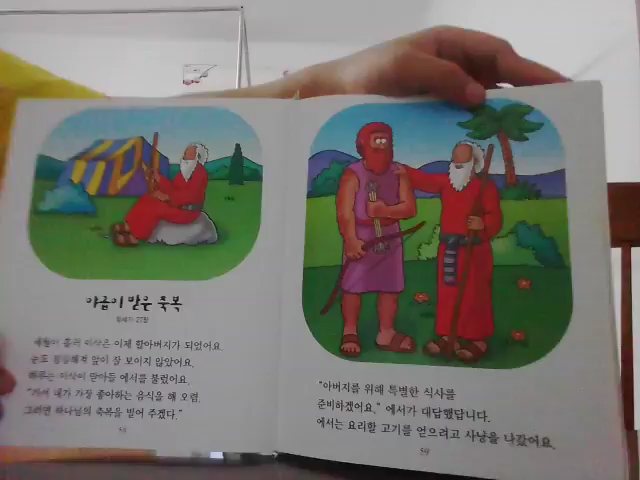 야곱이 받은 축복
창세기 27장
세월이 흘러 이삭은 이제 할아버지가 되었어요.
눈도 침침해져 앞이 잘 보이지 않았어요.
하루는 이삭이 맏아들 에서를 불렀어요.
"가서 내가 가장 좋아하는 음식을 해 오렴.
그러면 하나님의 축복을 빌어 주겠다."
"아버지를 위해 특별한 식사를
준비하겠어요," 에서가 대답했답니다.
에서는 요리할 고기를 얻으려고 사냥을 나갔어요.
59